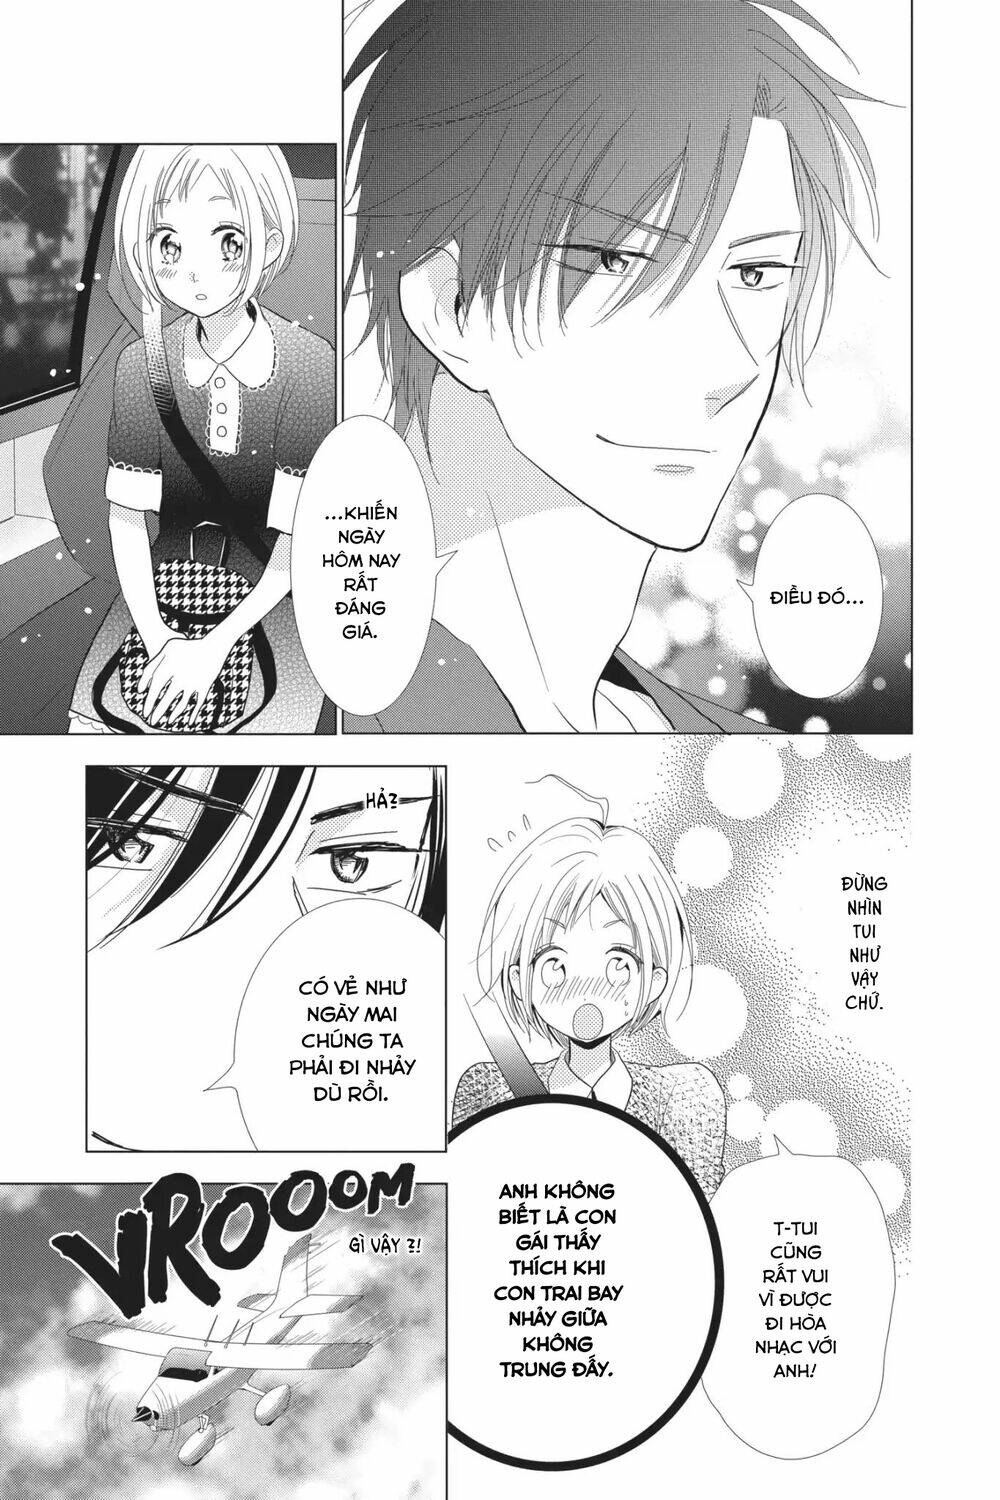 ĐIỀU ĐÓ...
...KHIẾN
NGÀY
HÔM NAY
RẤT
ĐÁNG
GIÁ.
ĐỪNG
NHÌN
TUI
NHƯ
VẬY
CHỨ.
T-TUI
CŨNG
RẤT VUI
VÌ ĐƯỢC
ĐI HÒA
NHẠC VỚI
ANH!
ANH KHÔNG
BIẾT LÀ CON
GÁI THẤY
THÍCH KHI
CON TRAI BAY
NHẢY GIỮA
KHÔNG
TRUNG ĐẤY.
HẢ?
CÓ VẺ NHƯ
NGÀY MAI
CHÚNG TA
PHẢI ĐI NHẢY
DÙ RỒI.
VROOOM
GÌ VẬY ?!